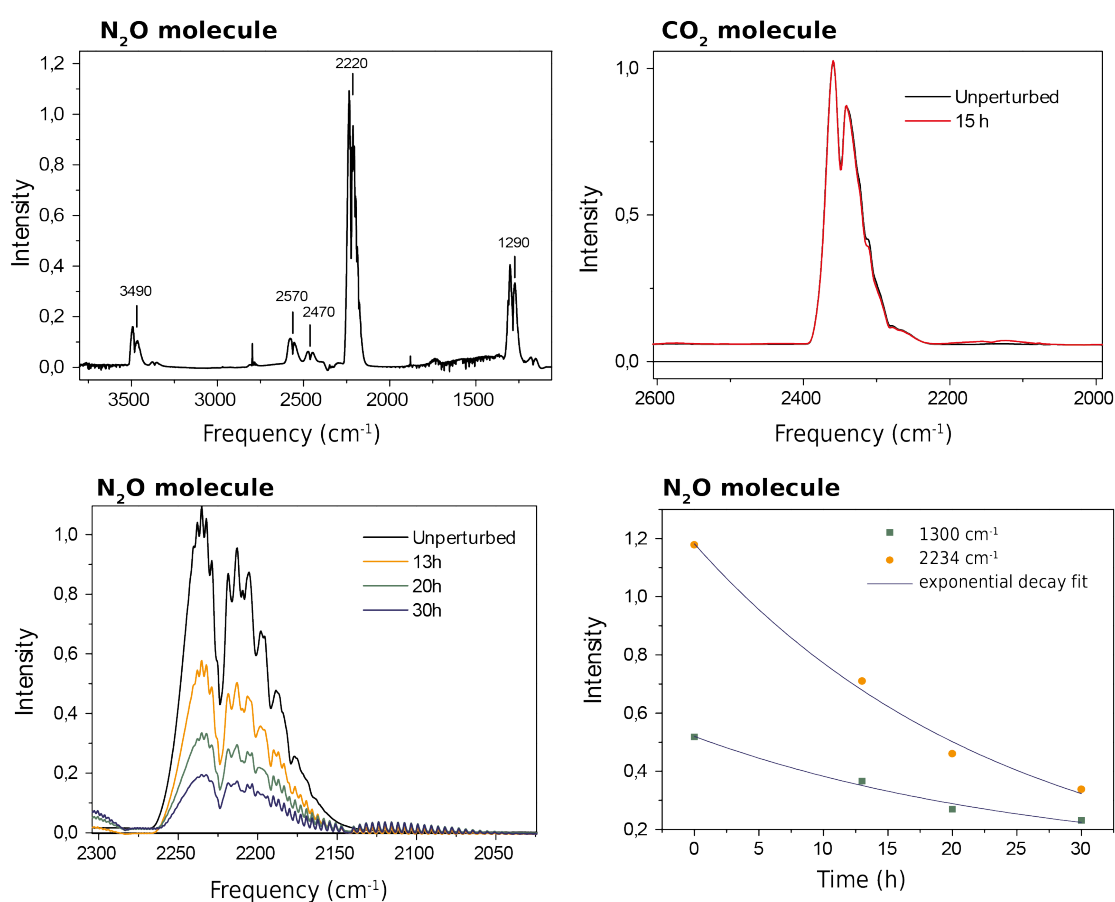 N₂O molecule
1,2
1,0
0,8
0,6
0,4
0,2
0,0
Intensity
2220
1290
3490
2570
2470
3500 3000 2500 2000 1500
Frequency (cm⁻¹)
CO₂ molecule
1,0
0,5
0,0
Intensity
Unperturbed
15 h
2600 2400 2200 2000
Frequency (cm⁻¹)
N₂O molecule
1,0
0,8
0,6
0,4
0,2
0,0
Intensity
Unperturbed
13h
20h
30h
2300 2250 2200 2150 2100 2050
Frequency (cm⁻¹)
N₂O molecule
1,2
1,0
0,8
0,6
0,4
0,2
Intensity
1300 cm⁻¹
2234 cm⁻¹
exponential decay fit
0 5 10 15 20 25 30
Time (h)